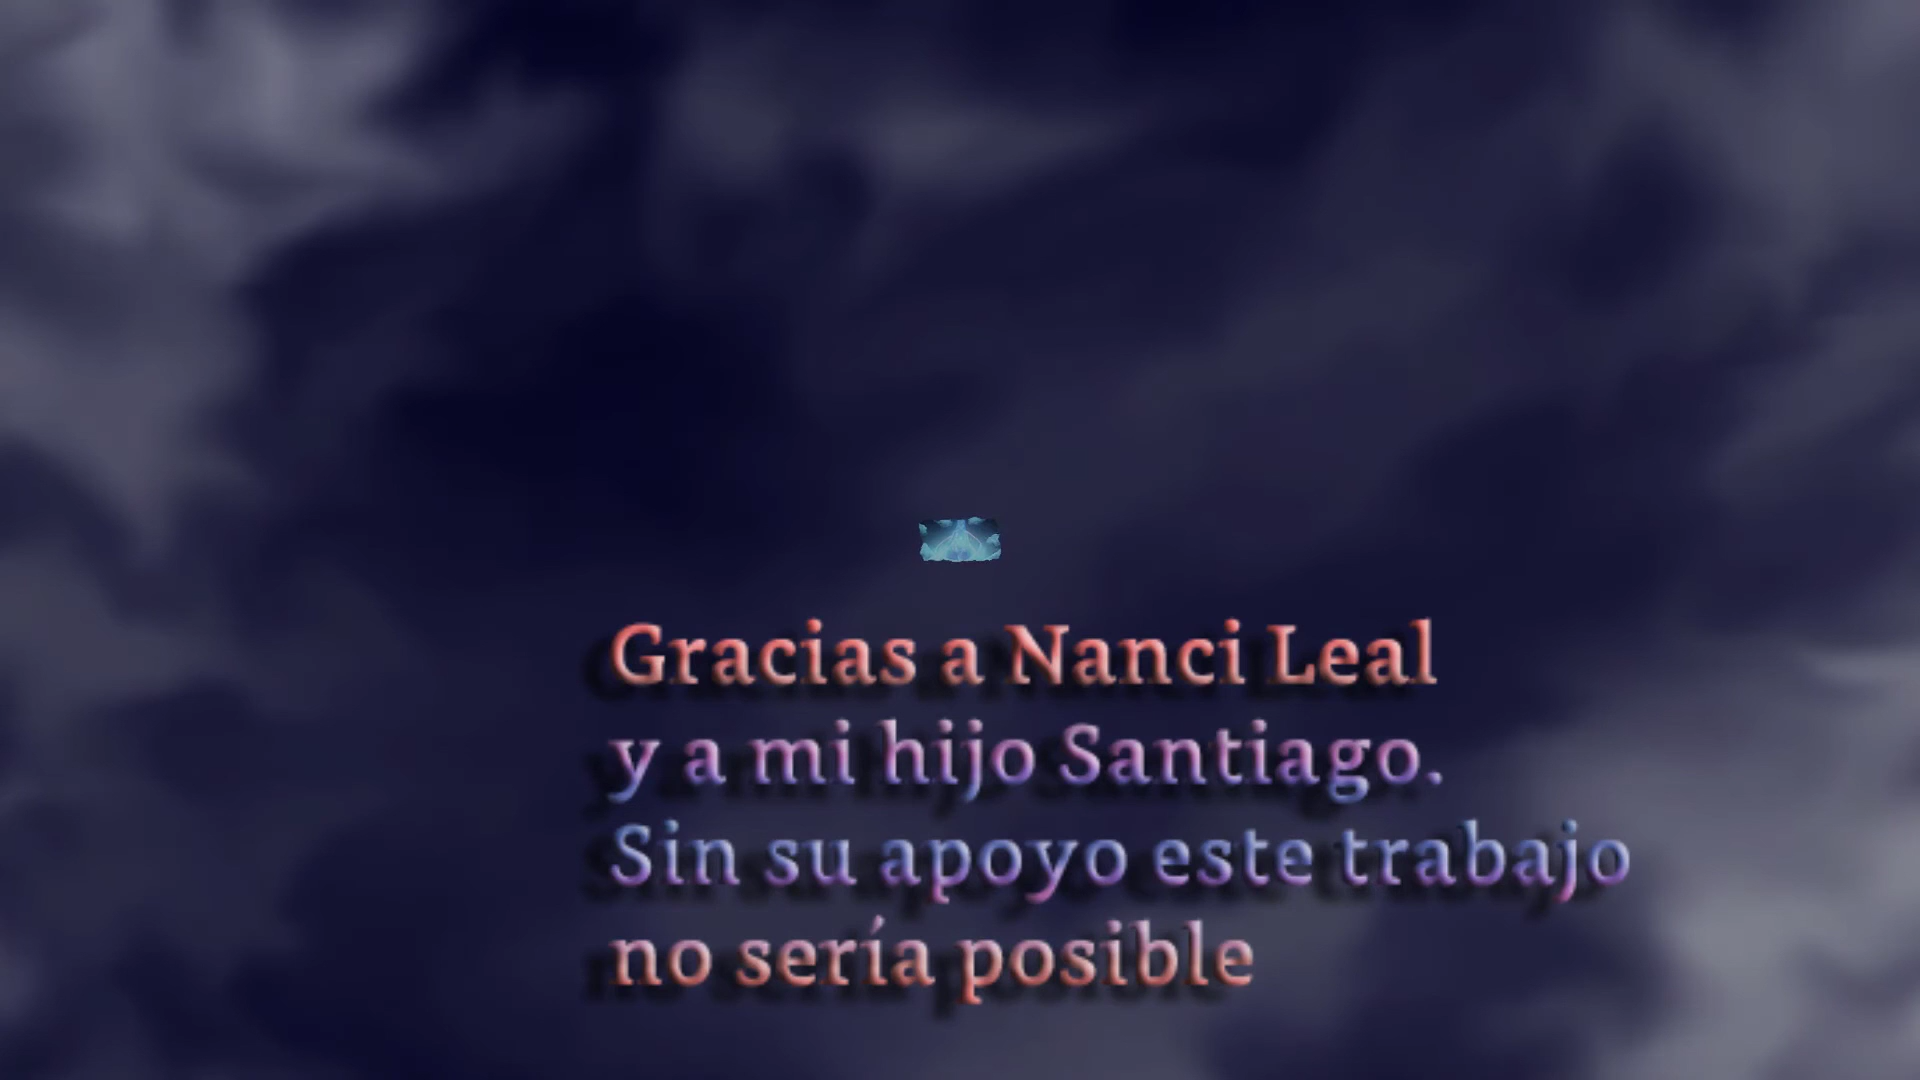 Gracias a Nanci Leal
y a mi hijo Santiago.
Sin su apoyo este trabajo
no sería posible